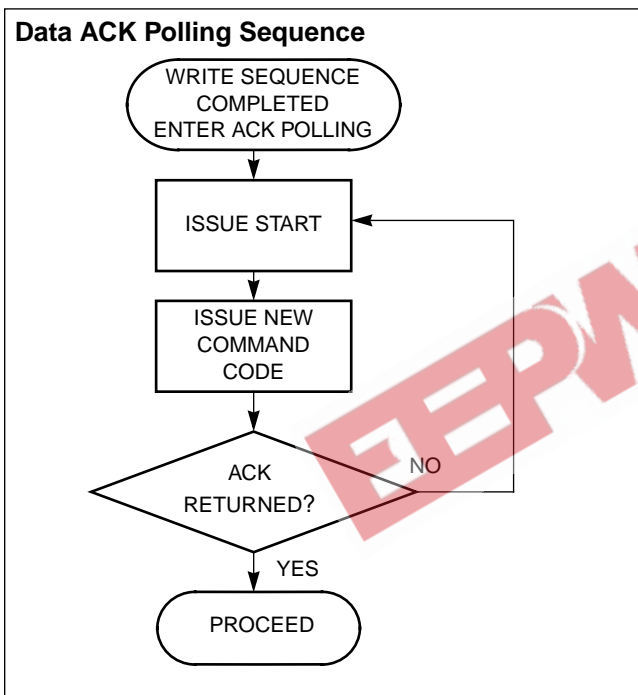 Data ACK Polling Sequence
WRITE SEQUENCE
COMPLETED
ENTER ACK POLLING
ISSUE START
ISSUE NEW
COMMAND
CODE
ACK
RETURNED?
NO
YES
PROCEED
EEPW